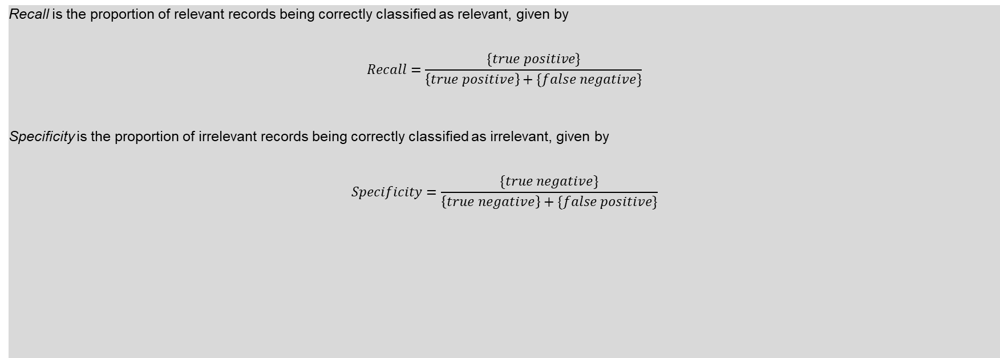 Recall is the proportion of relevant records being correctly classified as relevant, given by
Recall = {true positive} / {true positive} + {false negative}
Specificity is the proportion of irrelevant records being correctly classified as irrelevant, given by
Specificity = {true negative} / {true negative} + {false positive}